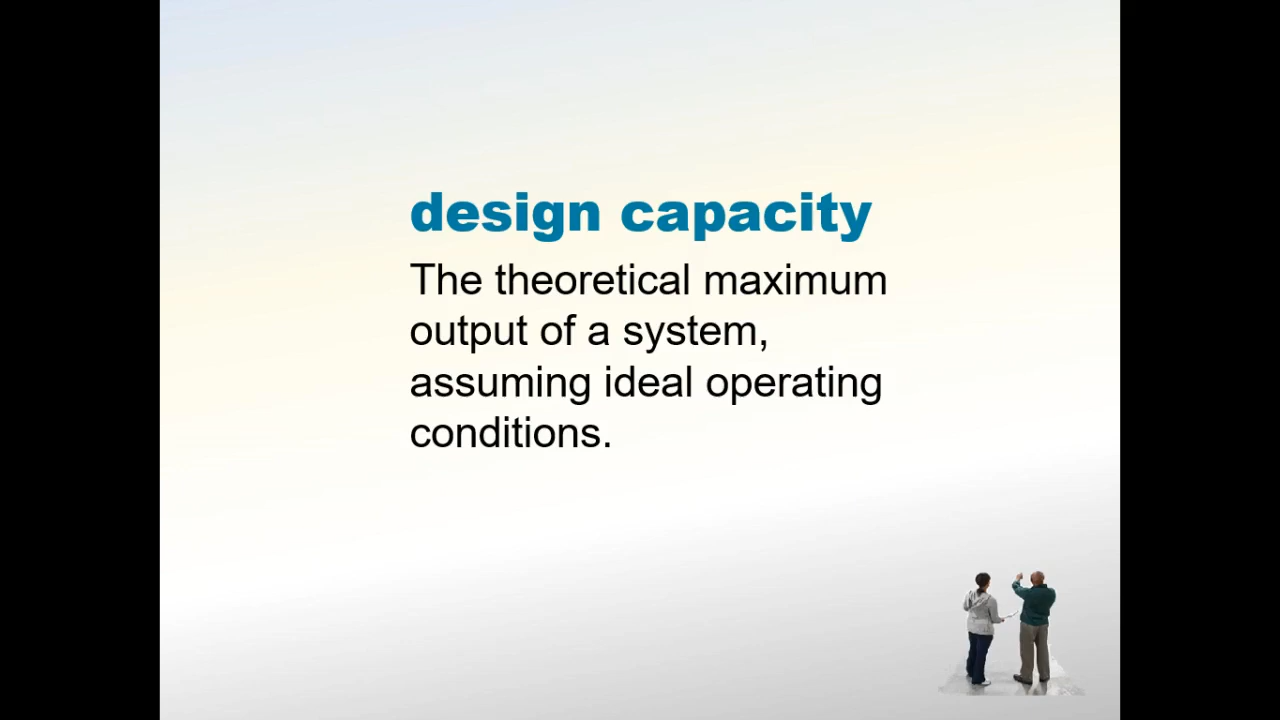 design capacity
The theoretical maximum
output of a system,
assuming ideal operating
conditions.